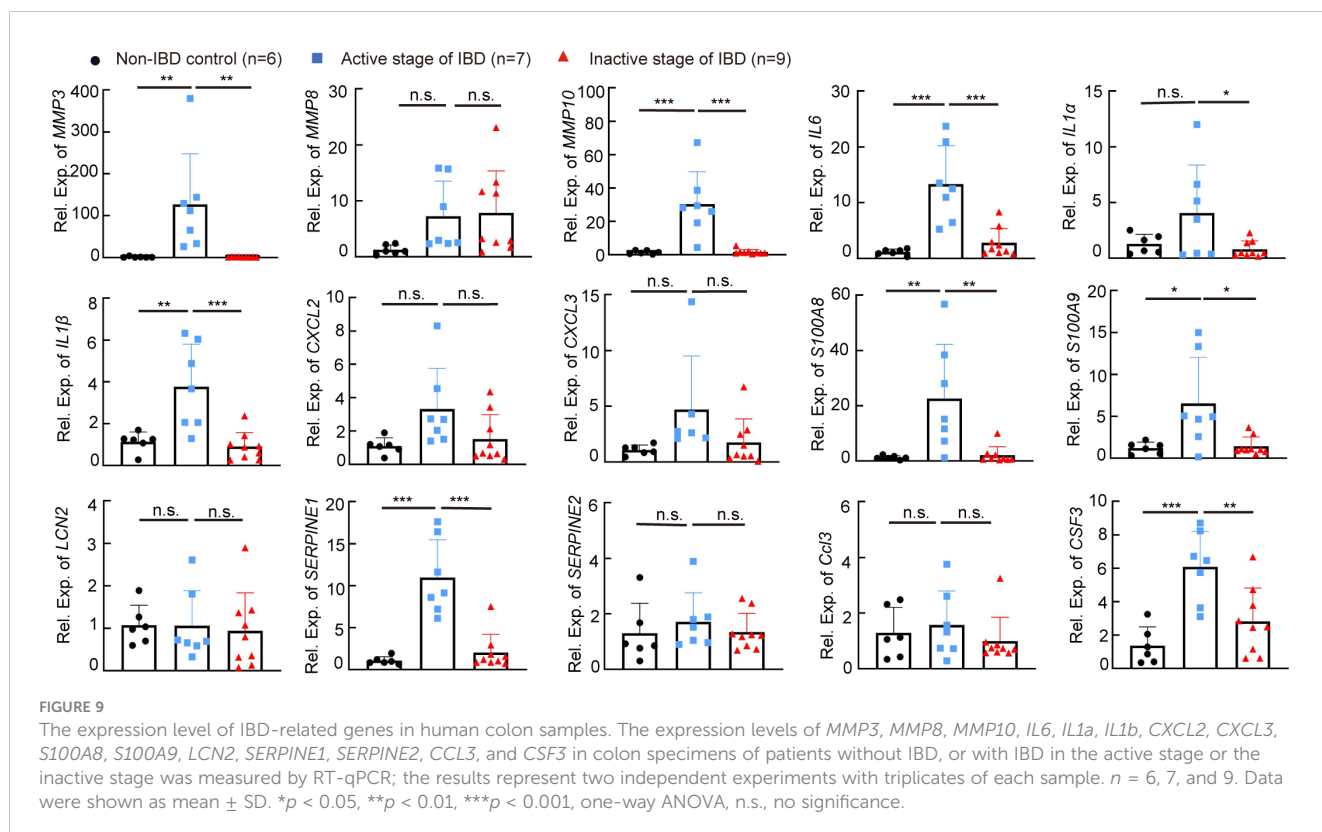 Non-IBD control (n=6) Active stage of IBD (n=7) Inactive stage of IBD (n=9)
Rel. Exp. of MMP3
400
300
200
100
0
** **
Rel. Exp. of MMP8
30
20
10
0
n.s. n.s.
Rel. Exp. of MMP10
100
80
60
40
20
0
*** ***
Rel. Exp. of IL6
30
20
10
0
*** ***
Rel. Exp. of IL1α
15
10
5
0
n.s. *
Rel. Exp. of IL1β
8
6
4
2
0
** ***
Rel. Exp. of CXCL2
10
8
6
4
2
0
n.s. n.s.
Rel. Exp. of CXCL3
15
10
5
0
n.s. n.s.
Rel. Exp. of S100A8
60
40
20
0
** **
Rel. Exp. of S100A9
20
15
10
5
0
* *
Rel. Exp. of LCN2
4
3
2
1
0
n.s. n.s.
Rel. Exp. of SERPINE1
20
15
10
5
0
*** ***
Rel. Exp. of SERPINE2
6
4
2
0
n.s. n.s.
Rel. Exp. of Ccl3
6
4
2
0
n.s. n.s.
Rel. Exp. of CSF3
10
8
6
4
2
0
*** **
FIGURE 9
The expression level of IBD-related genes in human colon samples. The expression levels of MMP3, MMP8, MMP10, IL6, IL1a, IL1b, CXCL2, CXCL3,
S100A8, S100A9, LCN2, SERPINE1, SERPINE2, CCL3, and CSF3 in colon specimens of patients without IBD, or with IBD in the active stage or the
inactive stage was measured by RT-qPCR; the results represent two independent experiments with triplicates of each sample. n = 6, 7, and 9. Data
were shown as mean ± SD. *p < 0.05, **p < 0.01, ***p < 0.001, one-way ANOVA, n.s., no significance.